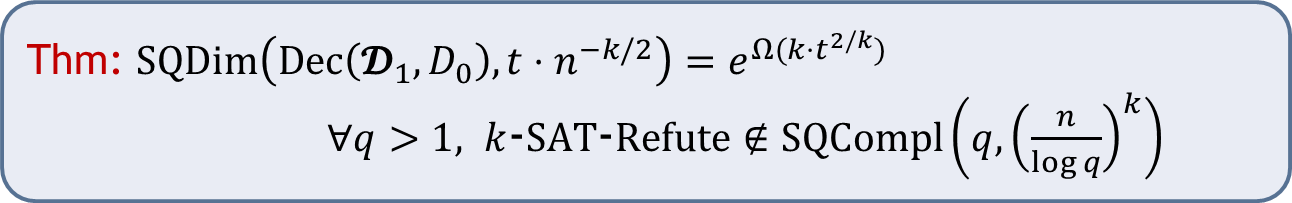 Thm: SQDim(Dec(𝓓₁, D₀), t · n^{−k/2}) = e^{Ω(k·t^{2/k})}
∀q > 1, k-SAT-Refute ∉ SQCompl(q, (n/log q)^k)